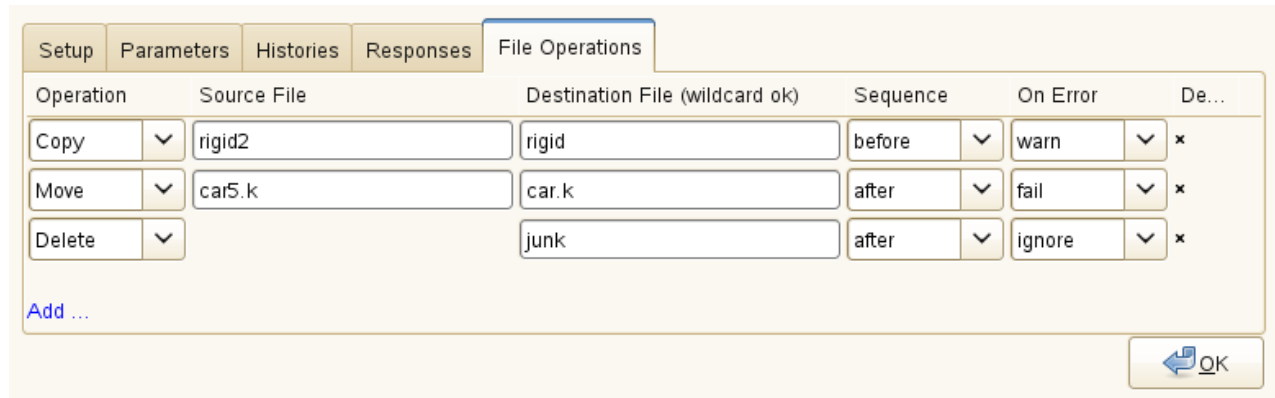 Setup Parameters Histories Responses File Operations
Operation Source File Destination File (wildcard ok) Sequence On Error De...
Copy rigid2 rigid before warn ×
Move car5.k car.k after fail ×
Delete junk after ignore ×
Add ...
OK